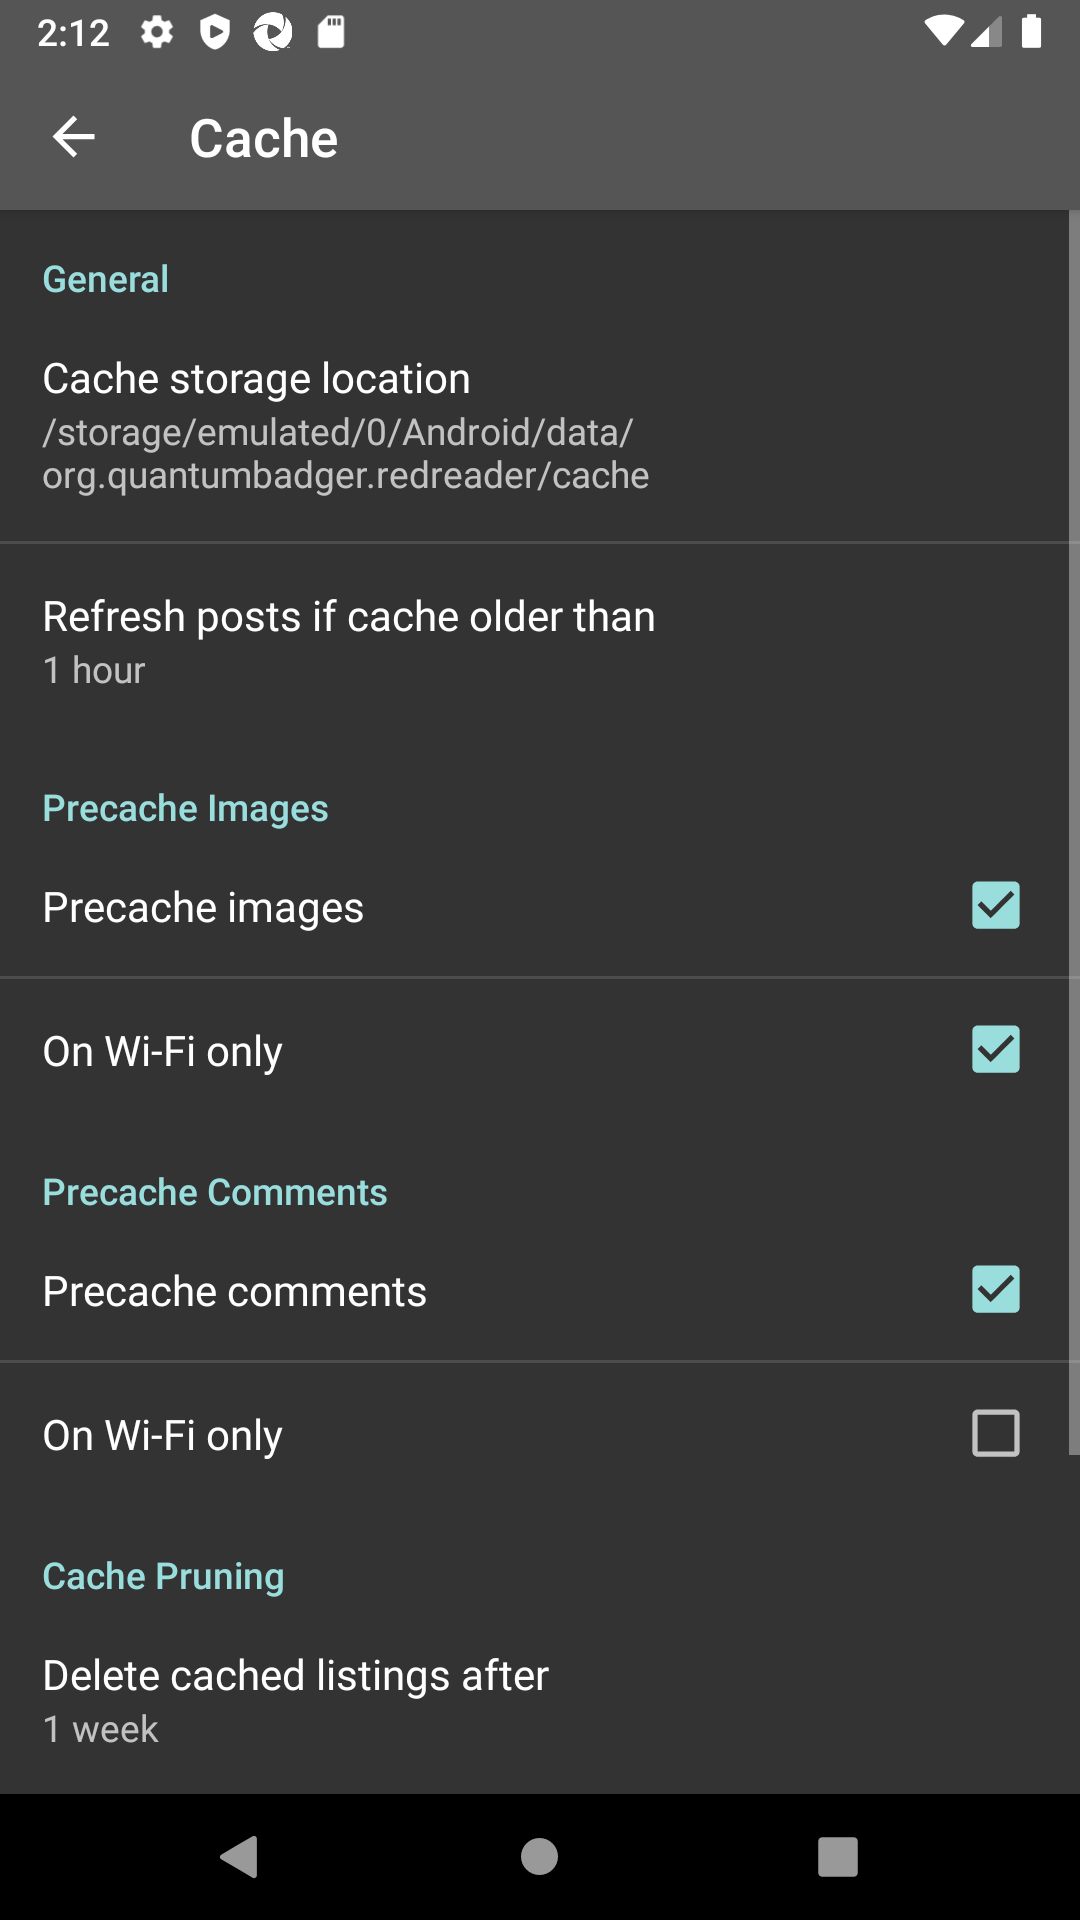 2:12
Cache
General
Cache storage location
/storage/emulated/0/Android/data/
org.quantumbadger.redreader/cache
Refresh posts if cache older than
1 hour
Precache Images
Precache images
On Wi-Fi only
Precache Comments
Precache comments
On Wi-Fi only
Cache Pruning
Delete cached listings after
1 week